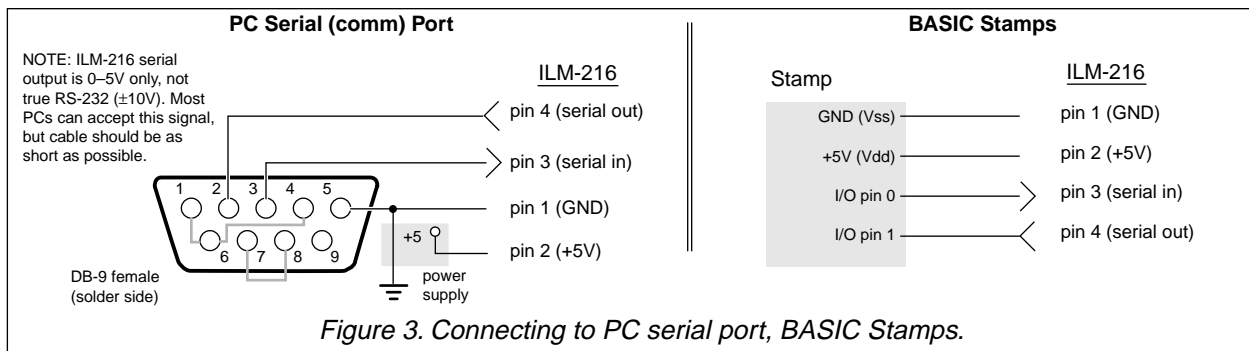 PC Serial (comm) Port
NOTE: ILM-216 serial
output is 0–5V only, not
true RS-232 (±10V). Most
PCs can accept this signal,
but cable should be as
short as possible.
ILM-216
pin 4 (serial out)
pin 3 (serial in)
pin 1 (GND)
pin 2 (+5V)
1 2 3 4 5
6 7 8 9
+5
power
supply
DB-9 female
(solder side)
BASIC Stamps
Stamp
ILM-216
GND (Vss) pin 1 (GND)
+5V (Vdd) pin 2 (+5V)
I/O pin 0 pin 3 (serial in)
I/O pin 1 pin 4 (serial out)
Figure 3. Connecting to PC serial port, BASIC Stamps.